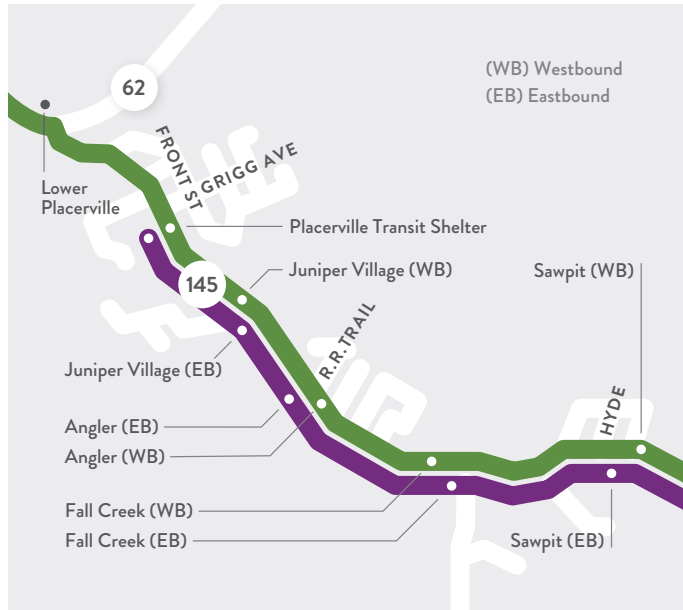 (WB) Westbound
(EB) Eastbound
62
FRONT ST
GRIGG AVE
Lower
Placerville
Placerville Transit Shelter
145
Juniper Village (WB)
Sawpit (WB)
R.R.TRAIL
Juniper Village (EB)
HYDE
Angler (EB)
Angler (WB)
Fall Creek (WB)
Fall Creek (EB)
Sawpit (EB)